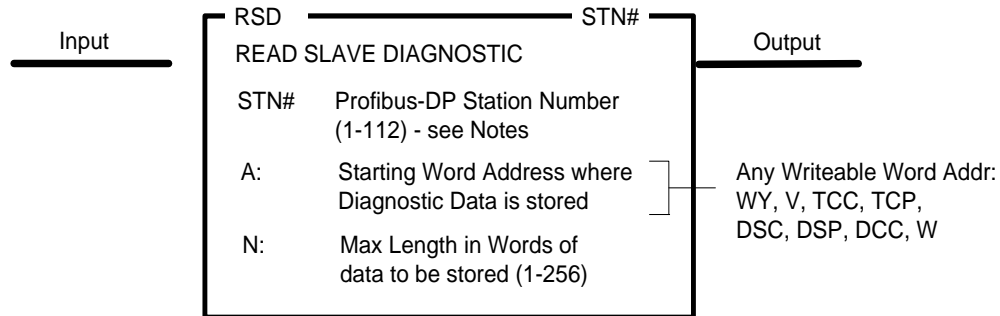 RSD STN#
Input
Output
READ SLAVE DIAGNOSTIC
STN# Profibus-DP Station Number
(1-112) - see Notes
A: Starting Word Address where
Diagnostic Data is stored
Any Writeable Word Addr:
WY, V, TCC, TCP,
DSC, DSP, DCC, W
N: Max Length in Words of
data to be stored (1-256)